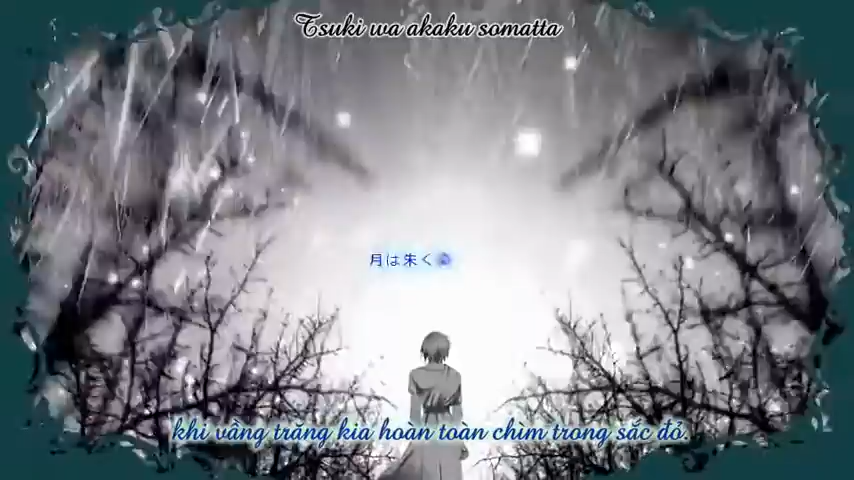 Tsuki wa akaku somatta
月は朱く
khi vầng trăng kia hoàn toàn chìm trong sắc đỏ.